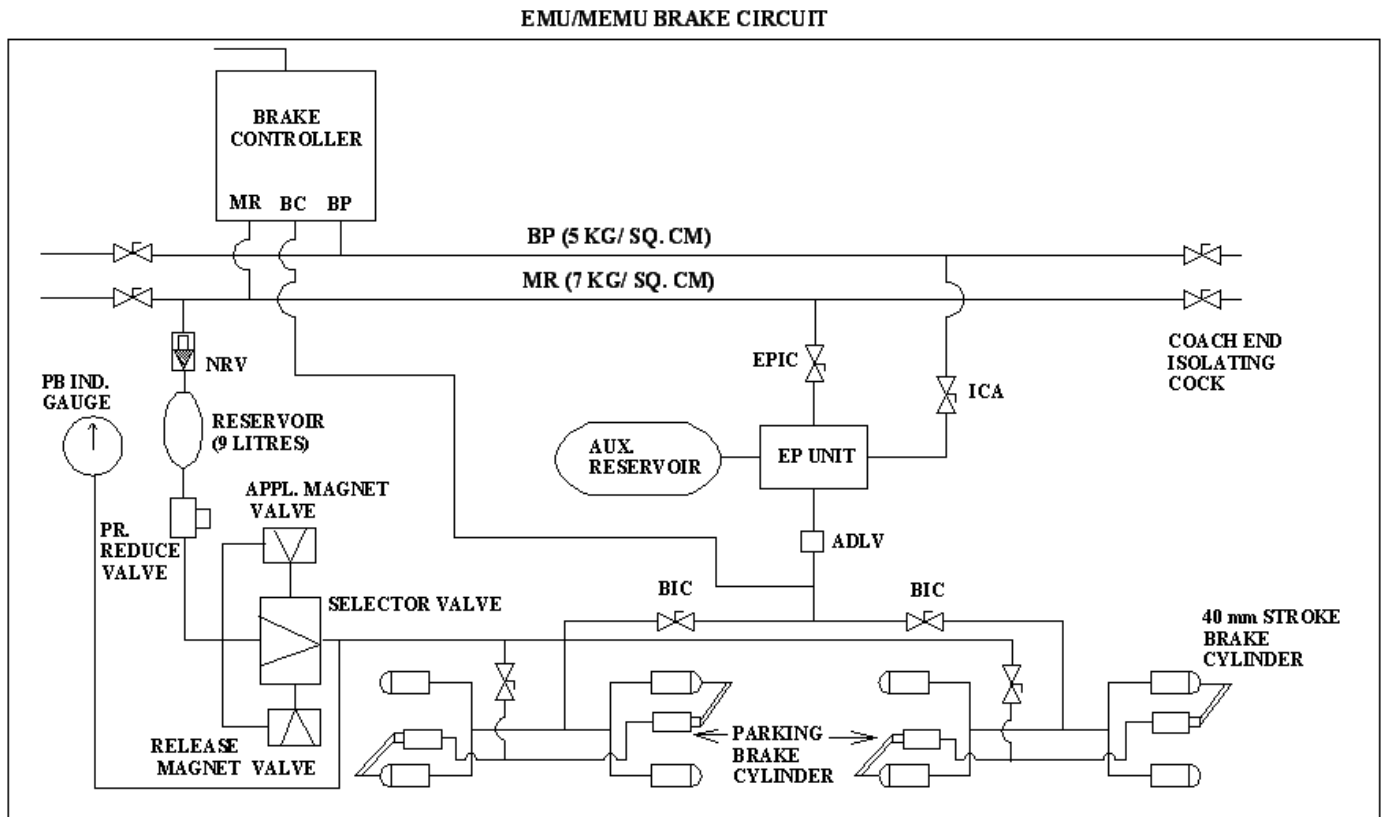 EMU/MEMU BRAKE CIRCUIT
BRAKE
CONTROLLER
MR BC BP
BP (5 KG/ SQ. CM)
MR (7 KG/ SQ. CM)
NRV
PB IND.
GAUGE
RESERVOIR
(9 LITRES)
APPL. MAGNET
VALVE
PR.
REDUCE
VALVE
SELECTOR VALVE
RELEASE
MAGNET VALVE
EPIC
ICA
COACH END
ISOLATING
COCK
AUX.
RESERVOIR
EP UNIT
ADLV
BIC
BIC
40 mm STROKE
BRAKE
CYLINDER
PARKING
BRAKE
CYLINDER